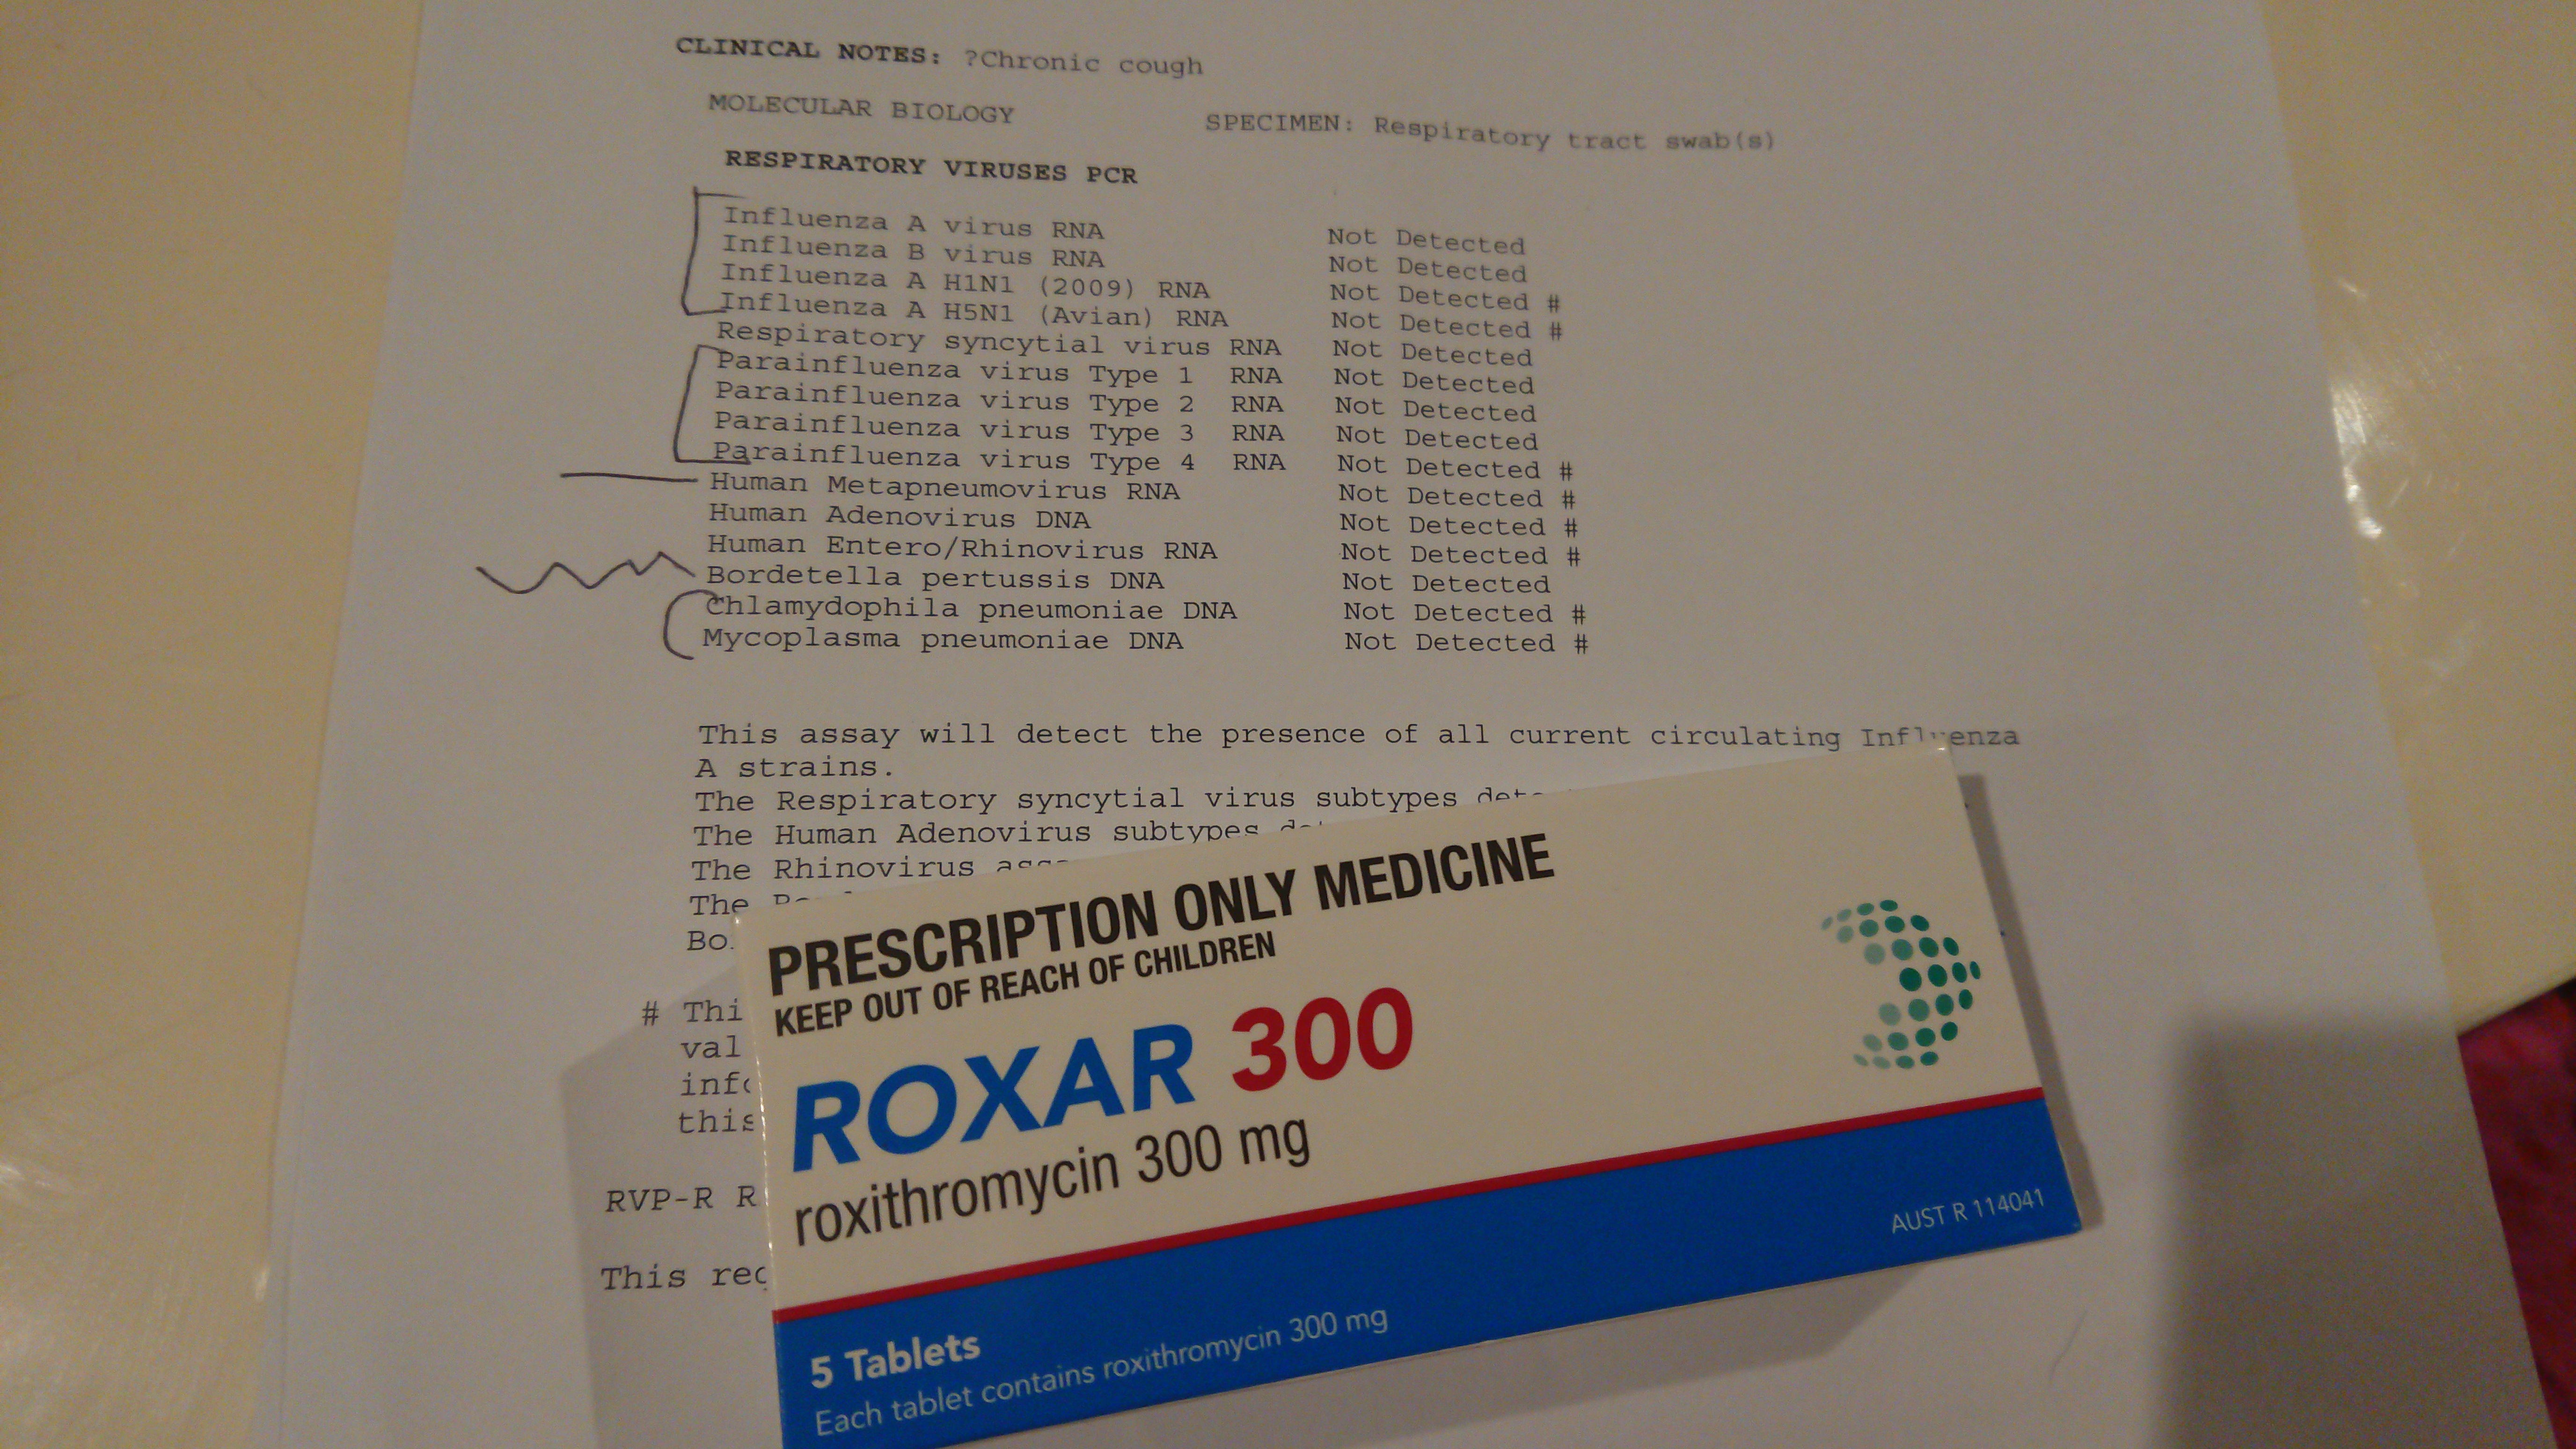 CLINICAL NOTES: ?Chronic cough
MOLECULAR BIOLOGY SPECIMEN: Respiratory tract swab(s)
RESPIRATORY VIRUSES PCR
Influenza A virus RNA Not Detected
Influenza B virus RNA Not Detected
Influenza A H1N1 (2009) RNA Not Detected #
Influenza A H5N1 (Avian) RNA Not Detected #
Respiratory syncytial virus RNA Not Detected
Parainfluenza virus Type 1 RNA Not Detected
Parainfluenza virus Type 2 RNA Not Detected
Parainfluenza virus Type 3 RNA Not Detected
Parainfluenza virus Type 4 RNA Not Detected #
Human Metapneumovirus RNA Not Detected #
Human Adenovirus DNA Not Detected #
Human Entero/Rhinovirus RNA Not Detected #
Bordetella pertussis DNA Not Detected
Chlamydophila pneumoniae DNA Not Detected #
Mycoplasma pneumoniae DNA Not Detected #
This assay will detect the presence of all current circulating Influenza
A strains.
The Respiratory syncytial virus subtypes
The Human Adenovirus subtypes
The Rhinovirus
The
# Thi
val
this
RVP-R R
This
PRESCRIPTION ONLY MEDICINE
KEEP OUT OF REACH OF CHILDREN
ROXAR 300
roxithromycin 300 mg
AUST R 114041
5 Tablets
Each tablet contains roxithromycin 300 mg